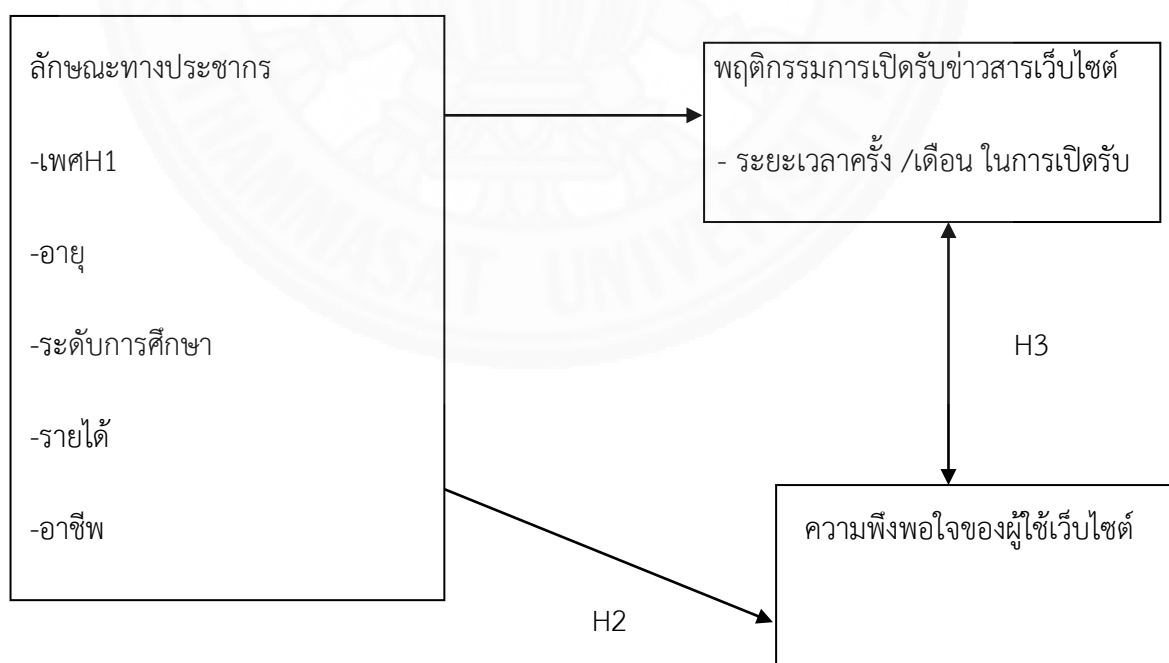 ลักษณะทางประชากร
-เพศH1
-อายุ
-ระดับการศึกษา
-รายได้
-อาชีพ
พฤติกรรมการเปิดรับข่าวสารเว็บไซต์
- ระยะเวลาครั้ง /เดือน ในการเปิดรับ
H3
ความพึงพอใจของผู้ใช้เว็บไซต์
H2
THAMMASAT UNIVERSITY